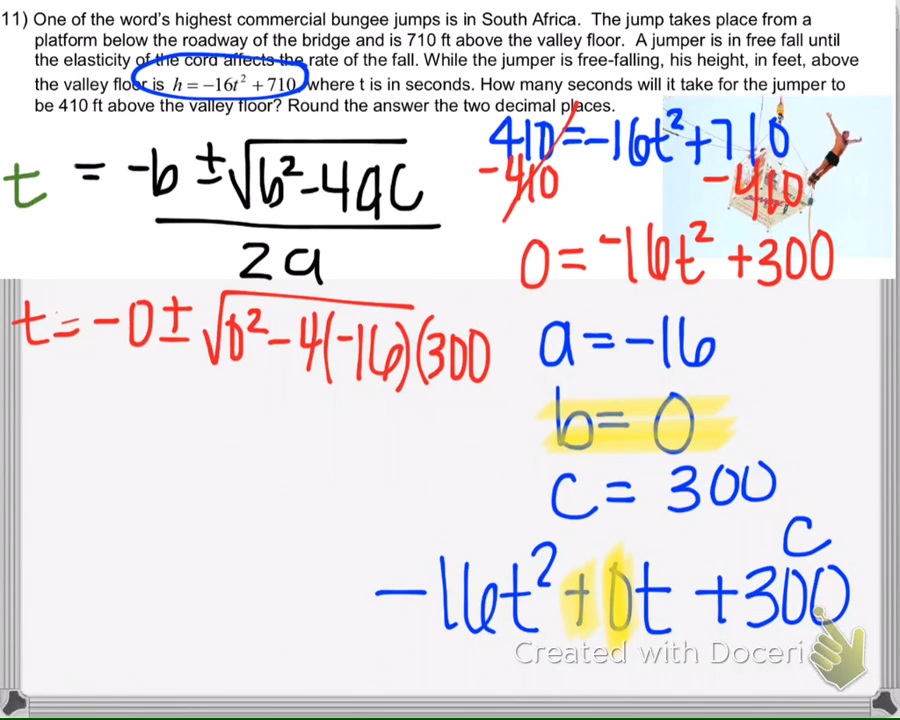 11) One of the word's highest commercial bungee jumps is in South Africa. The jump takes place from a
platform below the roadway of the bridge and is 710 ft above the valley floor. A jumper is in free fall until
the elasticity of the cord affects the rate of the fall. While the jumper is free-falling, his height, in feet, above
the valley floor is h = −16t² + 710, where t is in seconds. How many seconds will it take for the jumper to
be 410 ft above the valley floor? Round the answer the two decimal places.
410 = -16t² + 710
-410 -410
t = -b ± √b² - 4ac
2a
0 = -16t² + 300
t = -0 ± √0² - 4(-16)(300
a = -16
b = 0
c = 300
c
-16t² + 0t + 300
Created with Doceri